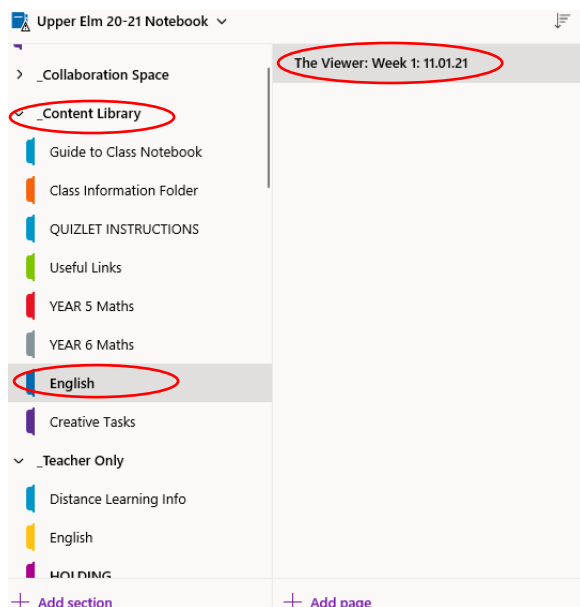 Upper Elm 20-21 Notebook
_Collaboration Space
_Content Library
Guide to Class Notebook
Class Information Folder
QUIZLET INSTRUCTIONS
Useful Links
YEAR 5 Maths
YEAR 6 Maths
English
Creative Tasks
_Teacher Only
Distance Learning Info
English
HOLDING
Add section
The Viewer: Week 1: 11.01.21
Add page